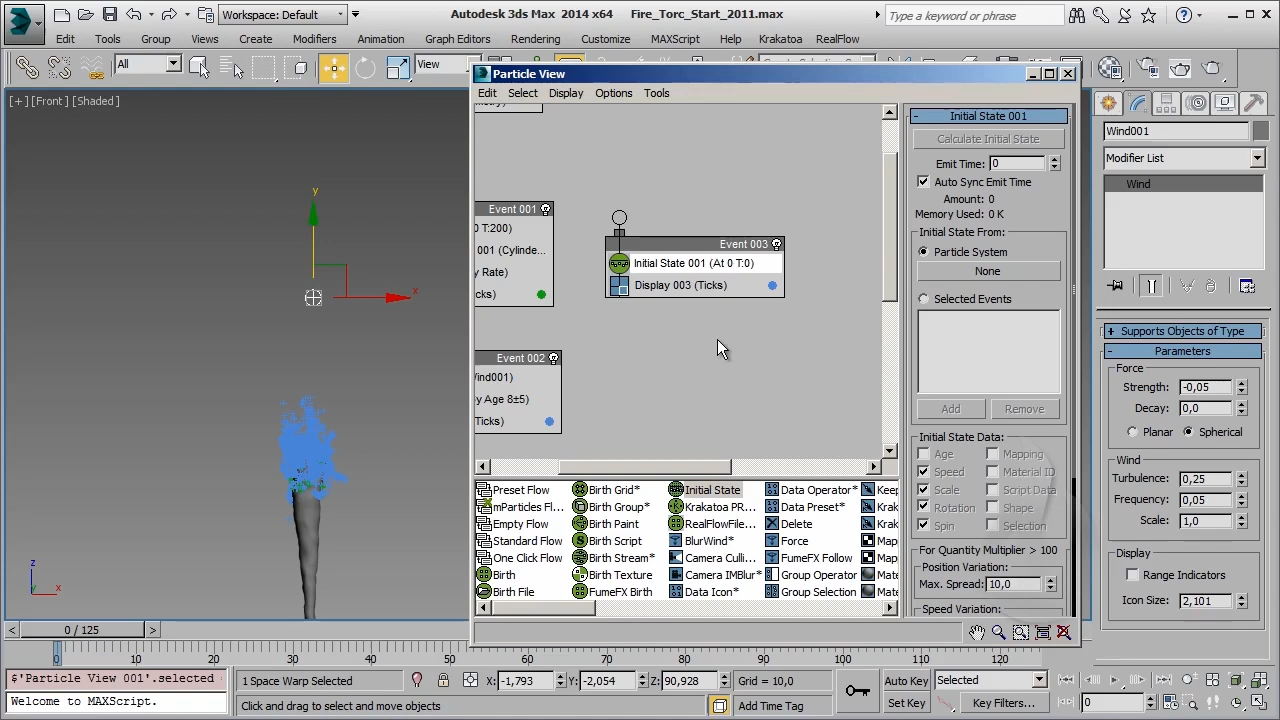 Workspace: Default
Autodesk 3ds Max  2014 x64    Fire_Torc_Start_2011.max
Type a keyword or phrase
Edit
Tools
Group
Views
Create
Modifiers
Animation
Graph Editors
Rendering
Customize
MAXScript
Help
Krakatoa
RealFlow
All
View
[+][Front][Shaded]
y
x
z
x
Particle View
Edit
Select
Display
Options
Tools
Event 001
0 T:200)
001 (Cylinde...
y Rate)
cks)
Event 002
Wind001)
y Age 8±5)
Ticks)
Event 003
Initial State 001 (At 0 T:0)
Display 003 (Ticks)
Initial State 001
Calculate Initial State
Emit Time: 0
Auto Sync Emit Time
Amount: 0
Memory Used: 0 K
Initial State From:
Particle System
None
Selected Events
Add
Remove
Initial State Data:
Age
Mapping
Speed
Material ID
Scale
Script Data
Rotation
Shape
Spin
Selection
For Quantity Multiplier > 100
Position Variation:
Max. Spread: 10,0
Speed Variation:
Preset Flow
Birth Grid*
Initial State
Data Operator*
Keep
mParticles Fl...
Birth Group*
Krakatoa PR...
Data Preset*
Krak
Empty Flow
Birth Paint
RealFlowFile...
Delete
Krak
Standard Flow
Birth Script
BlurWind*
Force
Map
One Click Flow
Birth Stream*
Camera Culli...
FumeFX Follow
Map
Birth
Birth Texture
Camera IMBlur*
Group Operator
Mate
Birth File
FumeFX Birth
Data Icon*
Group Selection
Mate
Wind001
Modifier List
Wind
Supports Objects of Type
Parameters
Force
Strength: -0,05
Decay: 0,0
Planar
Spherical
Wind
Turbulence: 0,25
Frequency: 0,05
Scale: 1,0
Display
Range Indicators
Icon Size: 2,101
0 / 125
0
10
20
30
40
50
60
70
80
90
100
110
120
$'Particle View 01'.selected
Welcome to MAXScript.
1 Space Warp Selected
Click and drag to select and move objects
X: -1,793
Y: -2,054
Z: 90,928
Grid = 10,0
Add Time Tag
Auto Key
Selected
Set Key
Key Filters...
0